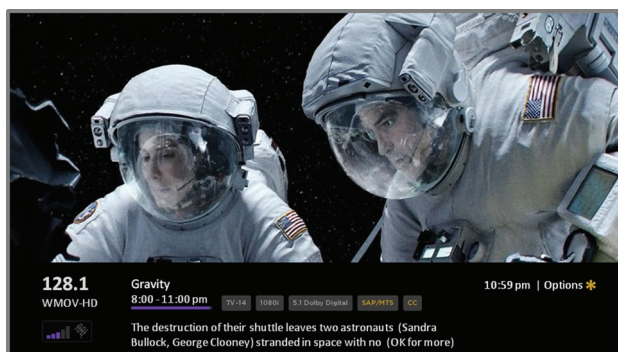 128.1
WMOV-HD
Gravity
8:00 - 11:00 pm
TV-14
1080i
5.1 Dolby Digital
SAP/MTS
CC
10:59 pm | Options *
The destruction of their shuttle leaves two astronauts (Sandra
Bullock, George Clooney) stranded in space with no (OK for more)